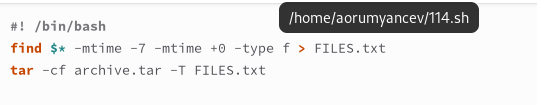 /home/aorumyancev/114.sh
#! /bin/bash
find $* -mtime -7 -mtime +0 -type f > FILES.txt
tar -cf archive.tar -T FILES.txt